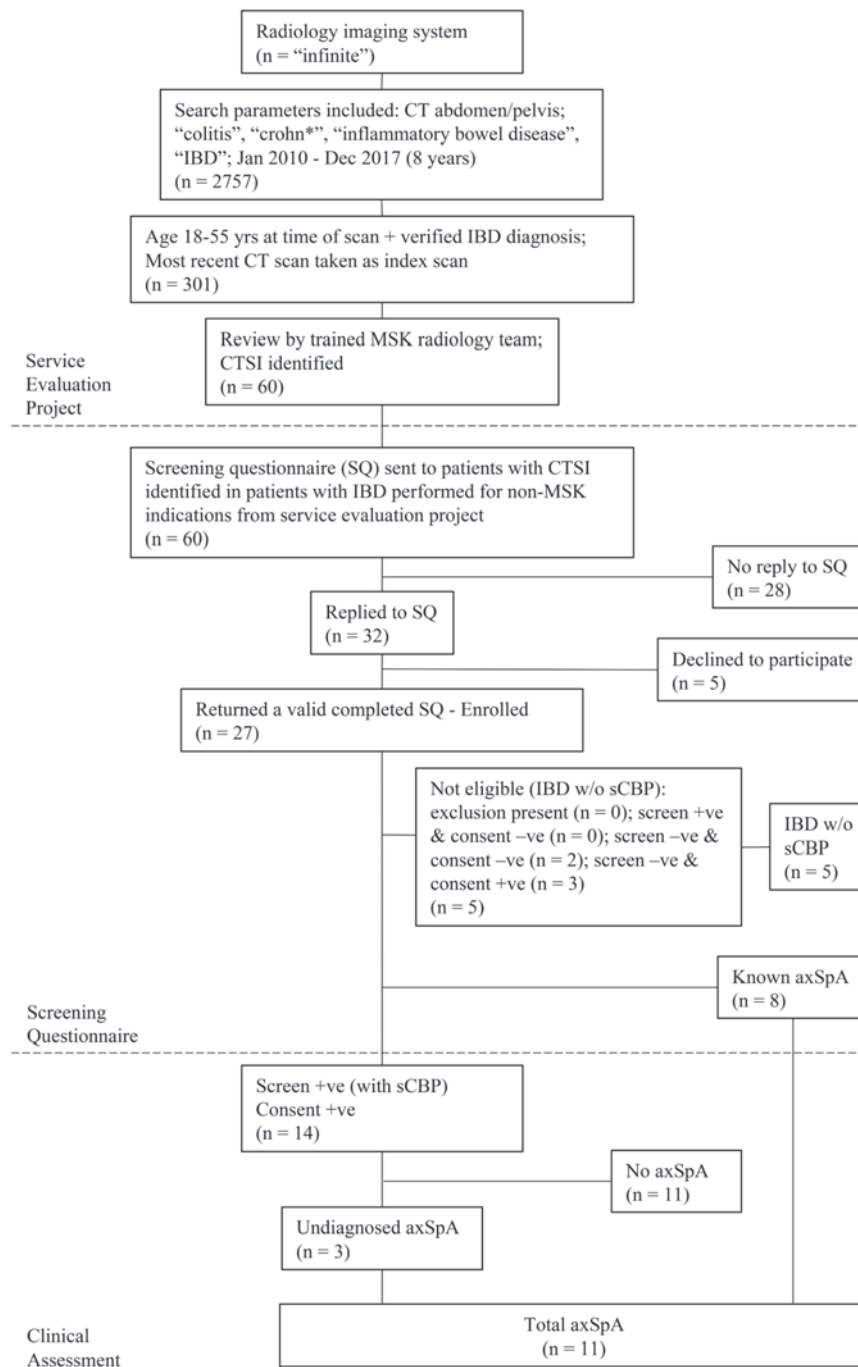 Radiology imaging system
(n = “infinite”)
Search parameters included: CT abdomen/pelvis;
“colitis”, “crohn*”, “inflammatory bowel disease”,
“IBD”; Jan 2010 - Dec 2017 (8 years)
(n = 2757)
Age 18-55 yrs at time of scan + verified IBD diagnosis;
Most recent CT scan taken as index scan
(n = 301)
Review by trained MSK radiology team;
CTSI identified
(n = 60)
Service
Evaluation
Project
Screening questionnaire (SQ) sent to patients with CTSI
identified in patients with IBD performed for non-MSK
indications from service evaluation project
(n = 60)
No reply to SQ
(n = 28)
Replied to SQ
(n = 32)
Declined to participate
(n = 5)
Returned a valid completed SQ - Enrolled
(n = 27)
Not eligible (IBD w/o sCBP):
exclusion present (n = 0); screen +ve
& consent –ve (n = 0); screen –ve &
consent –ve (n = 2); screen –ve &
consent +ve (n = 3)
(n = 5)
IBD w/o
sCBP
(n = 5)
Known axSpA
(n = 8)
Screening
Questionnaire
Screen +ve (with sCBP)
Consent +ve
(n = 14)
No axSpA
(n = 11)
Undiagnosed axSpA
(n = 3)
Total axSpA
(n = 11)
Clinical
Assessment